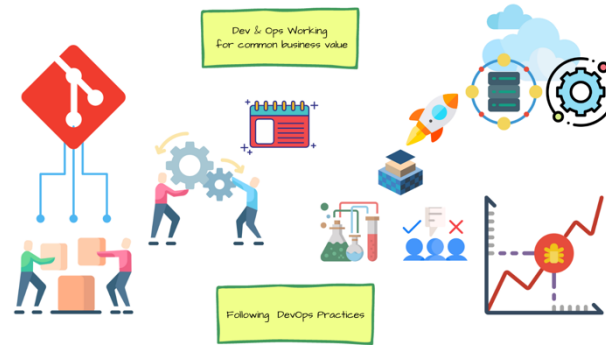 Dev & Ops Working
for common business value
Following DevOps Practices